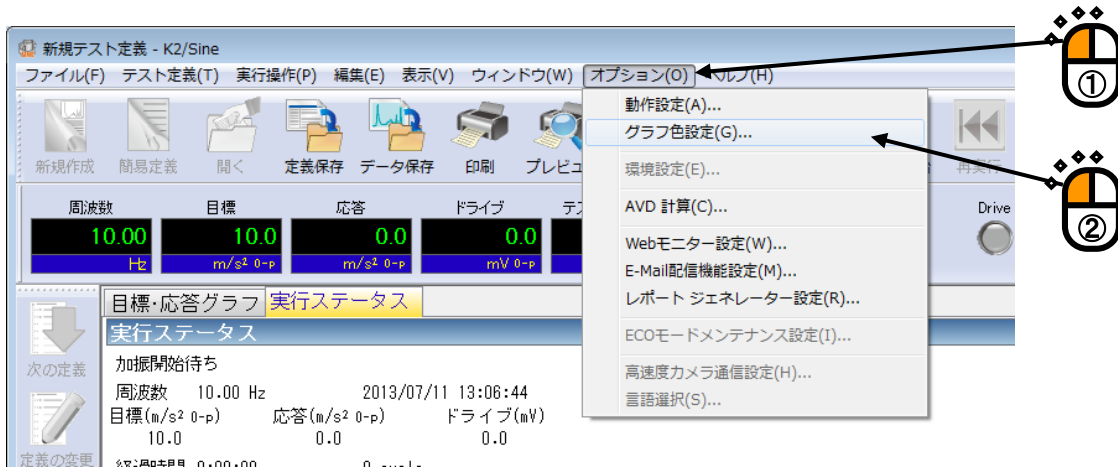 新規テスト定義 - K2/Sine
ファイル(F) テスト定義(T) 実行操作(P) 編集(E) 表示(V) ウィンドウ(W) オプション(O) ヘルプ(H)
新規作成 簡易定義 開く 定義保存 データ保存 印刷 プレビュ 再実行
動作設定(A)...
グラフ色設定(G)...
環境設定(E)...
AVD 計算(C)...
Webモニター設定(W)...
E-Mail配信機能設定(M)...
レポート ジェネレーター設定(R)...
ECOモードメンテナンス設定(I)...
高速度カメラ通信設定(H)...
言語選択(S)...
①
②
周波数 目標 応答 ドライブ Drive
10.00 10.0 0.0 0.0
Hz m/s² 0-p m/s² 0-p mV 0-p
目標・応答グラフ 実行ステータス
実行ステータス
次の定義
定義の変更
加振開始待ち
周波数 10.00 Hz 2013/07/11 13:06:44
目標(m/s² 0-p) 応答(m/s² 0-p) ドライブ(mV)
10.0 0.0 0.0